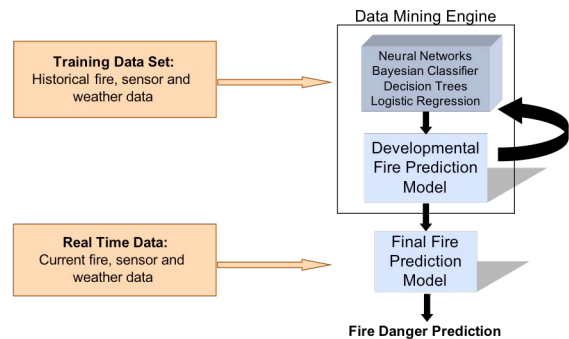 Data Mining Engine
Training Data Set:
Historical fire, sensor and
weather data
Neural Networks
Bayesian Classifier
Decision Trees
Logistic Regression
Developmental
Fire Prediction
Model
Real Time Data:
Current fire, sensor and
weather data
Final Fire
Prediction
Model
Fire Danger Prediction